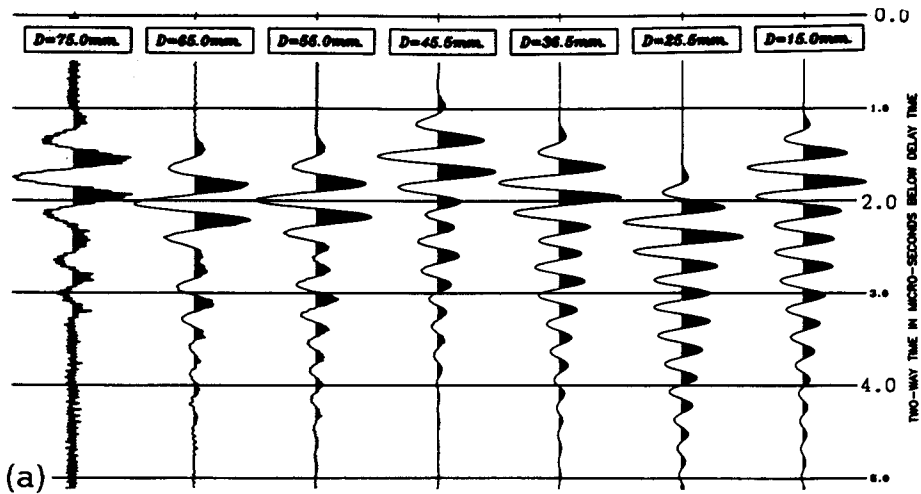 0.0
D=75.0mm. D=65.0mm. D=55.0mm. D=45.5mm. D=36.5mm. D=25.5mm. D=15.0mm.
1.0
2.0
3.0
4.0
5.0
TWO-WAY TIME IN MICRO-SECONDS BELOW DELAY TIME
(a)